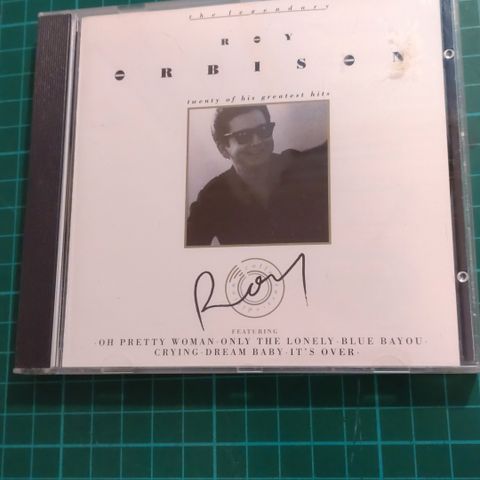 the legendary
ROY
ORBISON
twenty of his greatest hits
Roy
FEATURING
·OH PRETTY WOMAN·ONLY THE LONELY·BLUE BAYOU·
CRYING·DREAM BABY·IT'S OVER·